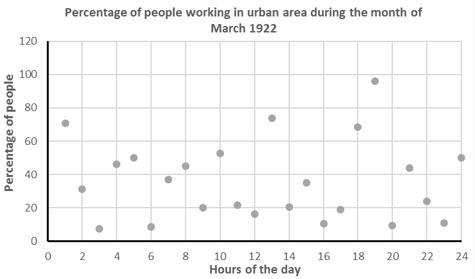 Percentage of people working in urban area during the month of
March 1922
Percentage of people
120
100
80
60
40
20
0
0 2 4 6 8 10 12 14 16 18 20 22 24
Hours of the day